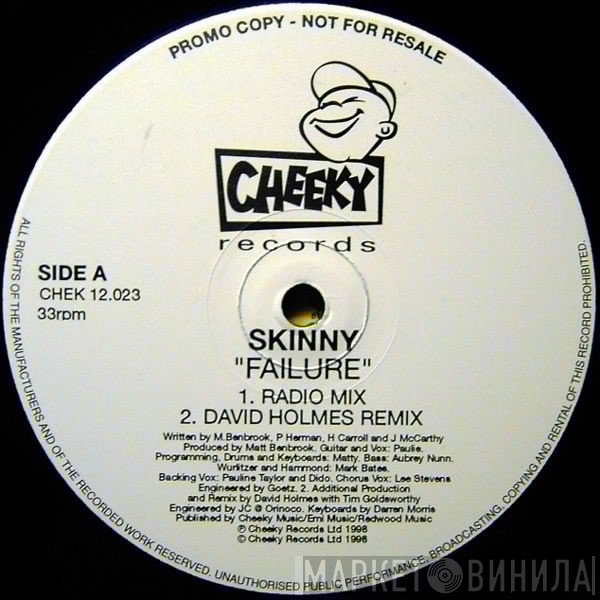 PROMO COPY - NOT FOR RESALE
CHEEKY
records
SIDE A
CHEK 12.023
33rpm
SKINNY
"FAILURE"
1. RADIO MIX
2. DAVID HOLMES REMIX
Written by M.Benbrook, P Herman, H Carroll and J McCarthy
Produced by Matt Benbrook. Guitar and Vox: Paulie.
Programming, Drums and Keyboards: Matty. Bass: Aubrey Nunn.
Wurlitzer and Hammond: Mark Bates.
Backing Vox: Pauline Taylor and Dido. Chorus Vox: Lee Stevens
Engineered by Goetz. 2. Additional Production
and Remix by David Holmes with Tim Goldsworthy
Engineered by JC @ Orinoco. Keyboards by Darren Morris
Published by Cheeky Music/Emi Music/Redwood Music
℗ Cheeky Records Ltd 1998
© Cheeky Records Ltd 1998
ALL RIGHTS OF THE MANUFACTURERS AND OF THE RECORDED WORK RESERVED. UNAUTHORISED PUBLIC PERFORMANCE, BROADCASTING, COPYING AND RENTAL OF THIS RECORD PROHIBITED.
МАРКЕТ ВИНИЛА